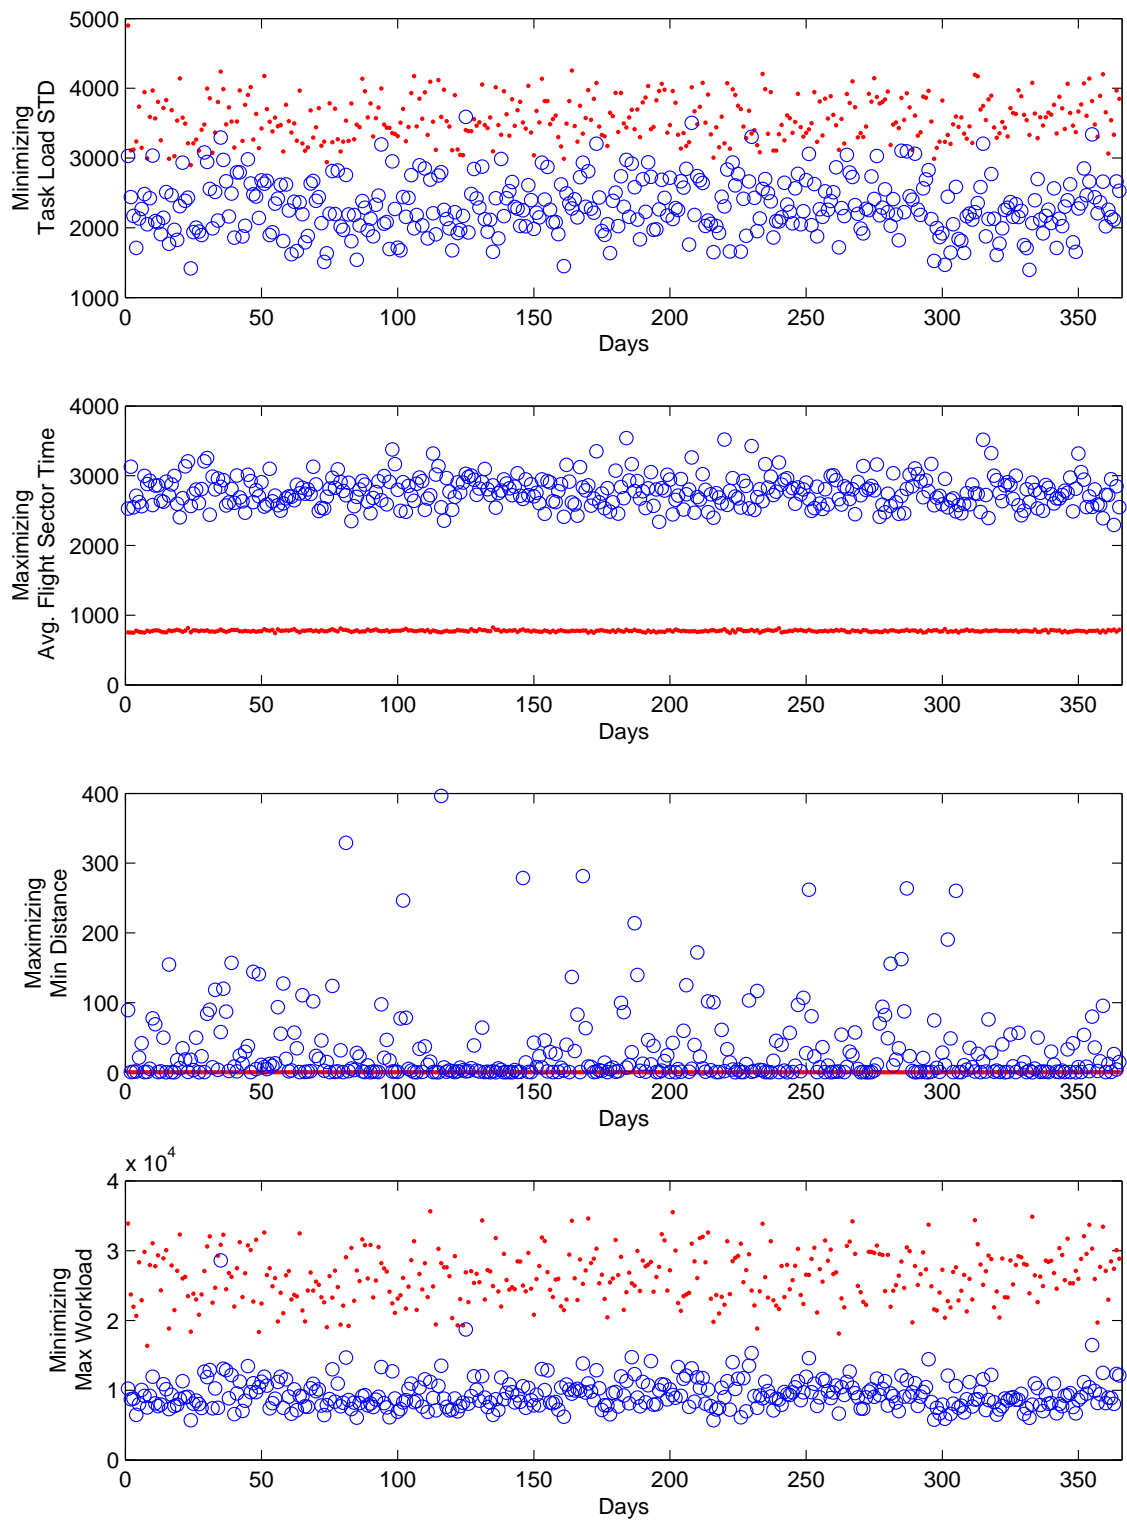 Minimizing
Task Load STD
5000
4000
3000
2000
1000
0 50 100 150 200 250 300 350
Days
Maximizing
Avg. Flight Sector Time
4000
3000
2000
1000
0
0 50 100 150 200 250 300 350
Days
Maximizing
Min Distance
400
300
200
100
0
0 50 100 150 200 250 300 350
Days
x 10^4
Minimizing
Max Workload
4
3
2
1
0
0 50 100 150 200 250 300 350
Days